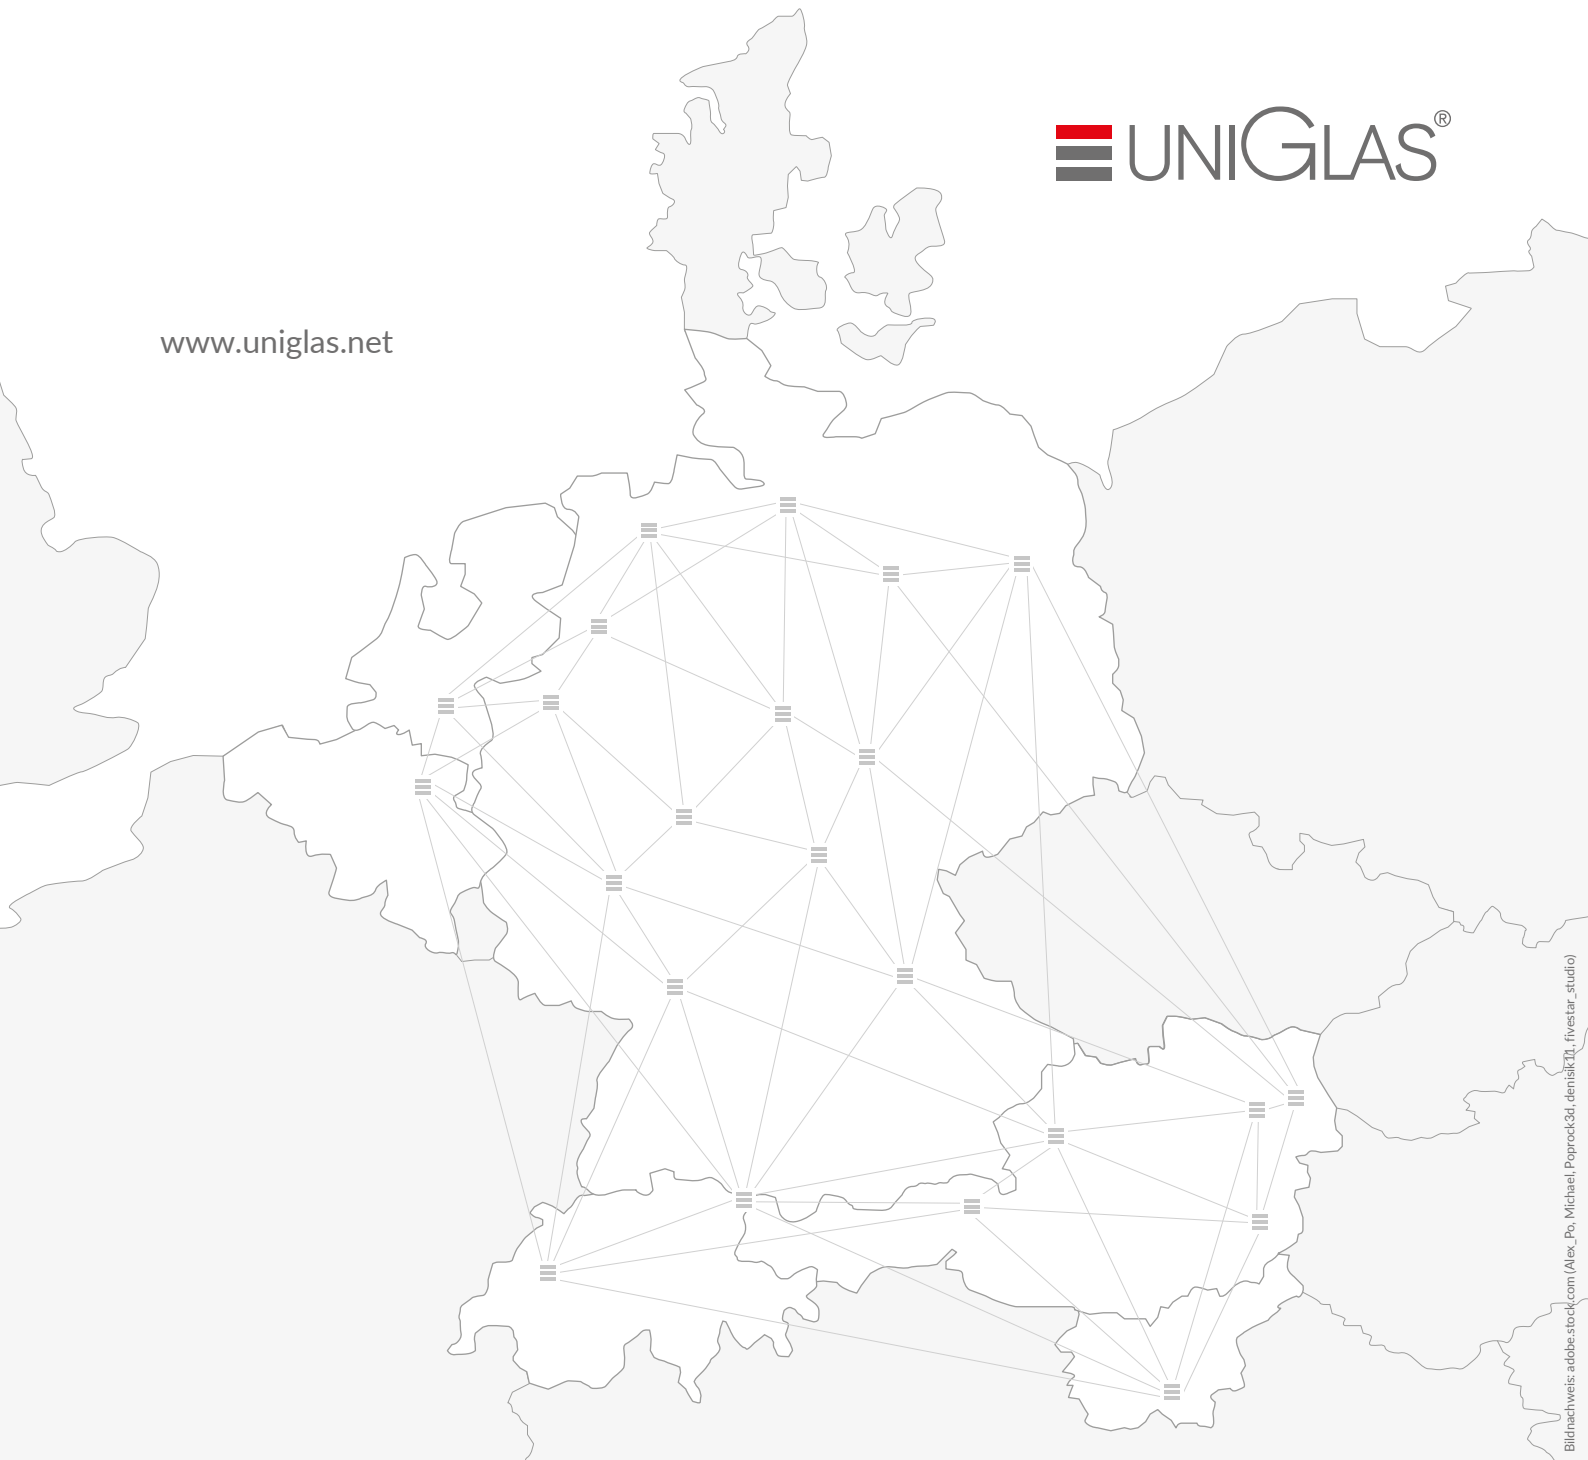 UNIGLAS®
www.uniglas.net
Bildnachweis: adobe.stock.com (Alex_Po, Michael, Poprock3d, denisik11, fivestar_studio)